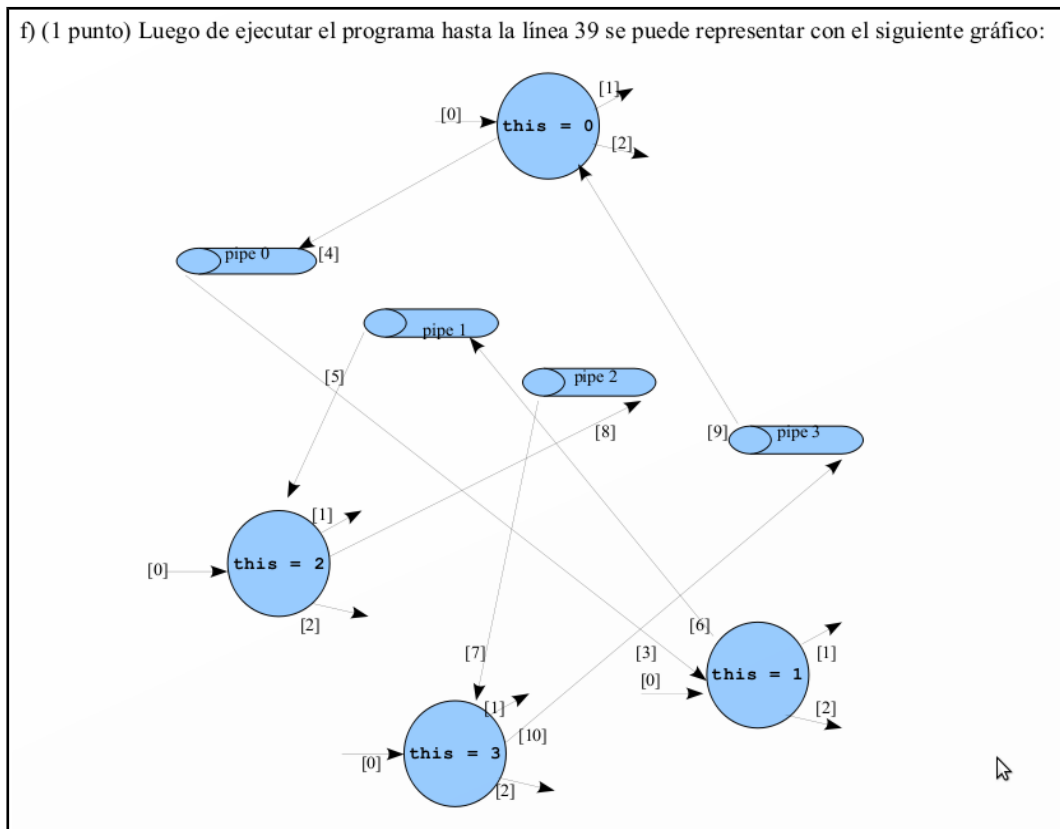 f) (1 punto) Luego de ejecutar el programa hasta la línea 39 se puede representar con el siguiente gráfico:
[1]
[0]
this = 0
[2]
pipe 0
[4]
pipe 1
[5]
pipe 2
[8]
[9]
pipe 3
[1]
[0]
this = 2
[2]
[6]
[7]
[3]
[1]
[0]
this = 1
[2]
[1]
[10]
this = 3
[0]
[2]